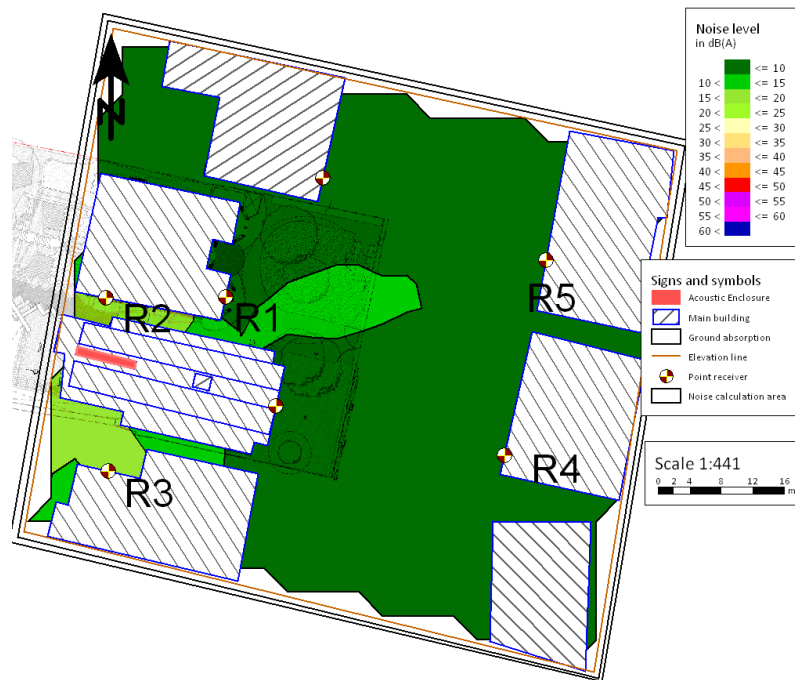 N
R1
R2
R3
R4
R5
Noise level
in dB(A)
<= 10
10 < <= 15
15 < <= 20
20 < <= 25
25 < <= 30
30 < <= 35
35 < <= 40
40 < <= 45
45 < <= 50
50 < <= 55
55 < <= 60
60 <
Signs and symbols
Acoustic Enclosure
Main building
Ground absorption
Elevation line
Point receiver
Noise calculation area
Scale 1:441
0 2 4 8 12 16
m